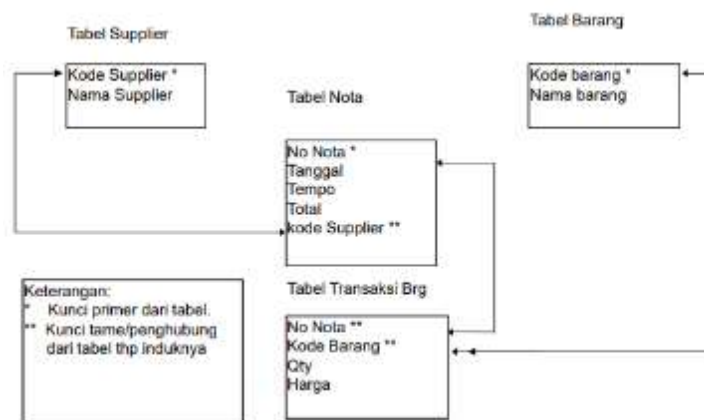 Tabel Supplier
Kode Supplier *
Nama Supplier
Tabel Barang
Kode barang *
Nama barang
Tabel Nota
No Nota *
Tanggal
Tempo
Total
kode Supplier **
Keterangan:
* Kunci primer dari tabel.
** Kunci tame/penghubung
dari tabel thp induknya
Tabel Transaksi Brg
No Nota **
Kode Barang **
Qty
Harga